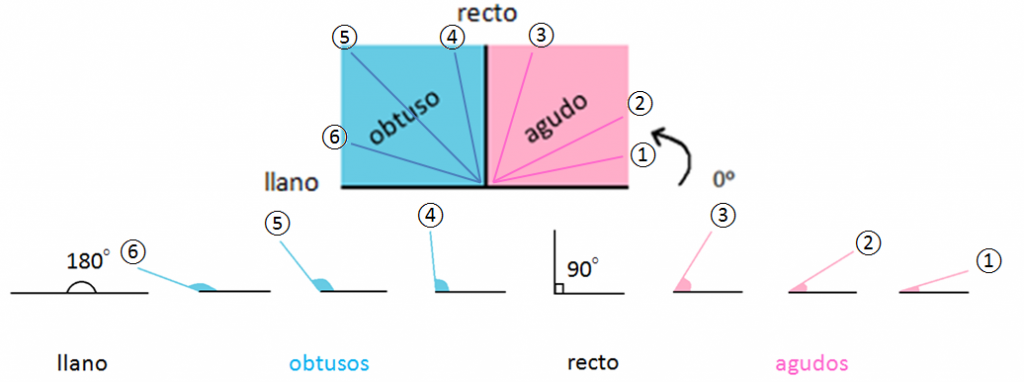 recto
⑤ ④ ③
obtuso agudo
②
⑥
①
llano 0º
⑤ ④ ③
180° ⑥ 90° ② ①
llano obtusos recto agudos